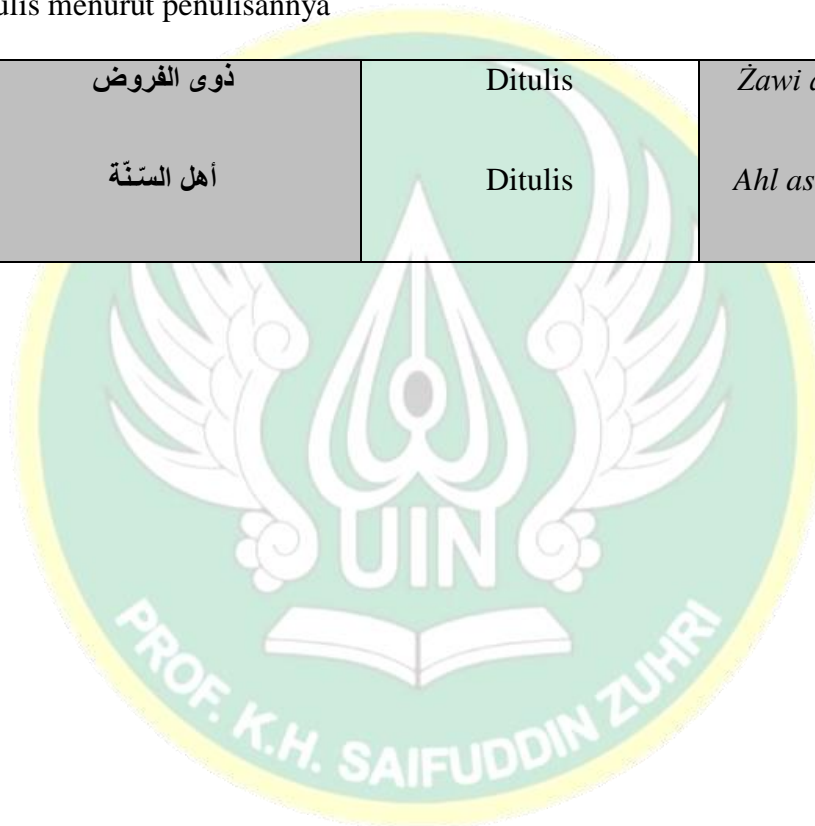 ulis menurut penulisannya
ذوى الفروض Ditulis Żawi
أهل السّنّة Ditulis Ahl as
UIN
PROF. K.H. SAIFUDDIN ZUHRI